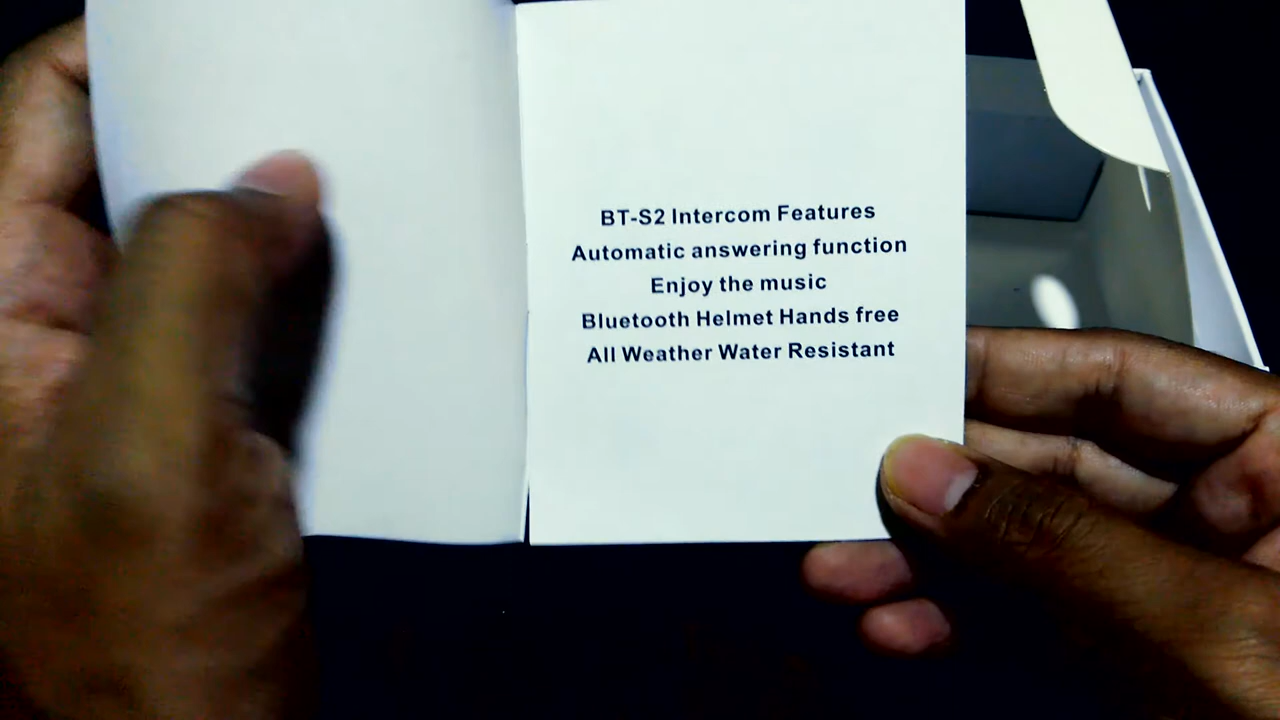 BT-S2 Intercom Features
Automatic answering function
Enjoy the music
Bluetooth Helmet Hands free
All Weather Water Resistant